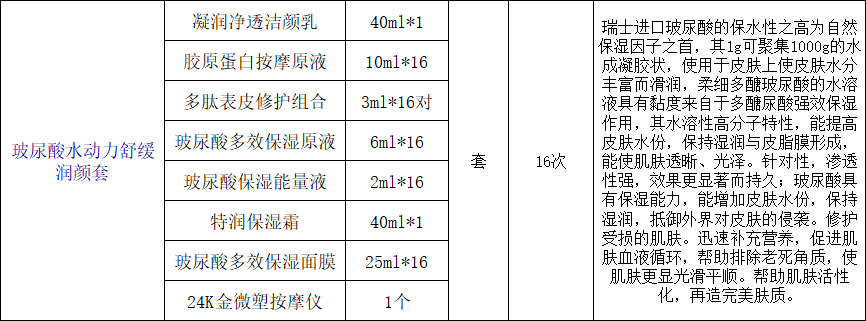 玻尿酸水动力舒缓
润颜套
凝润净透洁颜乳 40ml*1
胶原蛋白按摩原液 10ml*16
多肽表皮修护组合 3ml*16对
玻尿酸多效保湿原液 6ml*16
玻尿酸保湿能量液 2ml*16
特润保湿霜 40ml*1
玻尿酸多效保湿面膜 25ml*16
24K金微塑按摩仪 1个
套
16次
瑞士进口玻尿酸的保水性之高为自然
保湿因子之首，其1g可聚集1000g的水
成凝胶状，使用于皮肤上使皮肤水分
丰富而滑润，柔细多醣玻尿酸的水溶
液具有黏度来自于多醣尿酸强效保湿
作用，其水溶性高分子特性，能提高
皮肤水份，保持湿润与皮脂膜形成，
能使肌肤透晰、光泽。针对性，渗透
性强，效果更显著而持久；玻尿酸具
有保湿能力，能增加皮肤水份，保持
湿润，抵御外界对皮肤的侵袭。修护
受损的肌肤。迅速补充营养，促进肌
肤血液循环，帮助排除老死角质，使
肌肤更显光滑平顺。帮助肌肤活性
化，再造完美肤质。